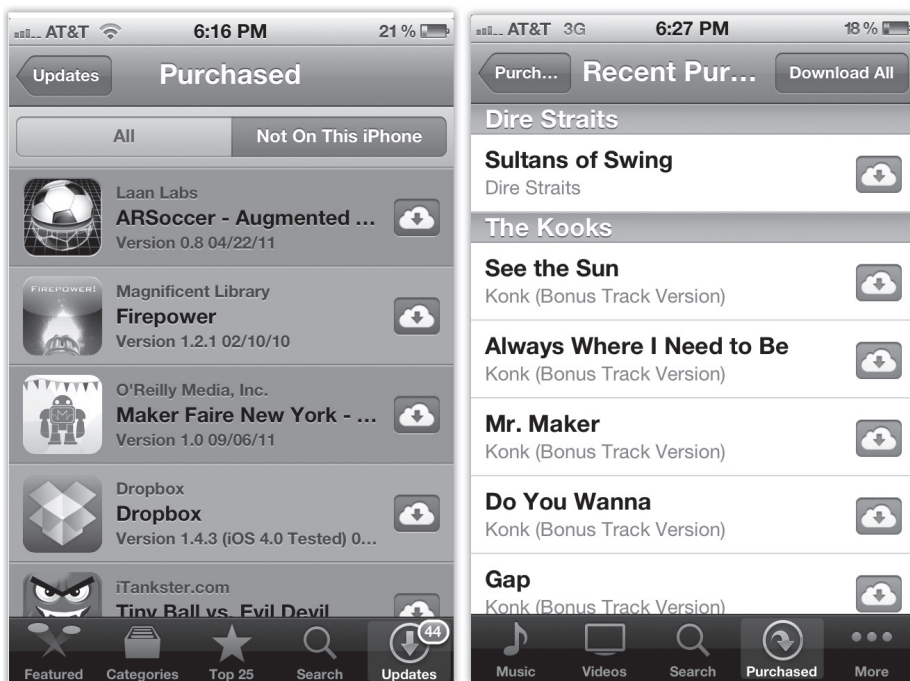 AT&T 6:16 PM 21 %
Updates Purchased
All Not On This iPhone
Laan Labs
ARSoccer - Augmented ...
Version 0.8 04/22/11
FIREPOWER!
Magnificent Library
Firepower
Version 1.2.1 02/10/10
O'Reilly Media, Inc.
Maker Faire New York - ...
Version 1.0 09/06/11
Dropbox
Dropbox
Version 1.4.3 (iOS 4.0 Tested) 0...
iTankster.com
Tiny Ball vs. Evil Devil
44
Featured Categories Top 25 Search Updates
AT&T 3G 6:27 PM 18 %
Purch... Recent Pur... Download All
Dire Straits
Sultans of Swing
Dire Straits
The Kooks
See the Sun
Konk (Bonus Track Version)
Always Where I Need to Be
Konk (Bonus Track Version)
Mr. Maker
Konk (Bonus Track Version)
Do You Wanna
Konk (Bonus Track Version)
Gap
Konk (Bonus Track Version)
Music Videos Search Purchased More